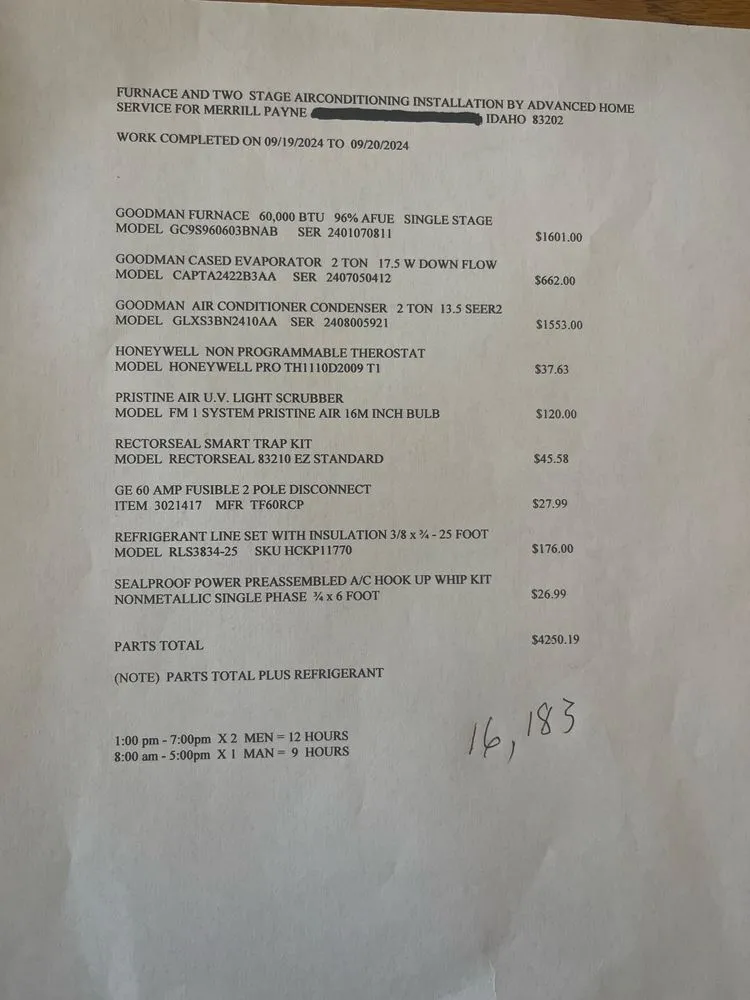 FURNACE AND TWO STAGE AIRCONDITIONING INSTALLATION BY ADVANCED HOME
SERVICE FOR MERRILL PAYNE IDAHO 83202
WORK COMPLETED ON 09/19/2024 TO 09/20/2024
GOODMAN FURNACE 60,000 BTU 96% AFUE SINGLE STAGE
MODEL GC9S960603BNAB SER 2401070811 $1601.00
GOODMAN CASED EVAPORATOR 2 TON 17.5 W DOWN FLOW
MODEL CAPTA2422B3AA SER 2407050412 $662.00
GOODMAN AIR CONDITIONER CONDENSER 2 TON 13.5 SEER2
MODEL GLXS3BN2410AA SER 2408005921 $1553.00
HONEYWELL NON PROGRAMMABLE THEROSTAT
MODEL HONEYWELL PRO TH1110D2009 T1 $37.63
PRISTINE AIR U.V. LIGHT SCRUBBER
MODEL FM 1 SYSTEM PRISTINE AIR 16M INCH BULB $120.00
RECTORSEAL SMART TRAP KIT
MODEL RECTORSEAL 83210 EZ STANDARD $45.58
GE 60 AMP FUSIBLE 2 POLE DISCONNECT
ITEM 3021417 MFR TF60RCP $27.99
REFRIGERANT LINE SET WITH INSULATION 3/8 x ¾ - 25 FOOT
MODEL RLS3834-25 SKU HCKP11770 $176.00
SEALPROOF POWER PREASSEMBLED A/C HOOK UP WHIP KIT
NONMETALLIC SINGLE PHASE ¾ x 6 FOOT $26.99
PARTS TOTAL $4250.19
(NOTE) PARTS TOTAL PLUS REFRIGERANT
1:00 pm - 7:00pm X 2 MEN = 12 HOURS
8:00 am - 5:00pm X 1 MAN = 9 HOURS
16,183